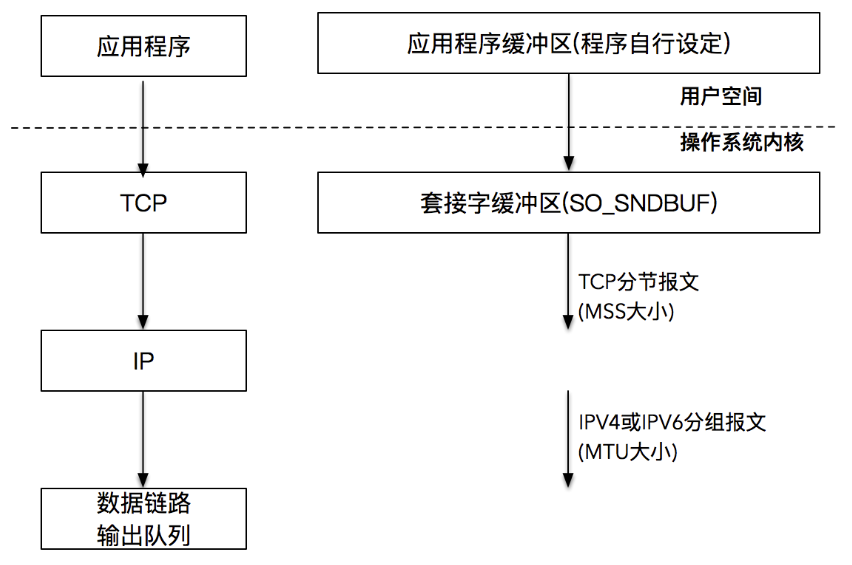 应用程序
应用程序缓冲区(程序自行设定)
用户空间
操作系统内核
TCP
套接字缓冲区(SO_SNDBUF)
TCP分节报文
(MSS大小)
IP
IPV4或IPV6分组报文
(MTU大小)
数据链路
输出队列